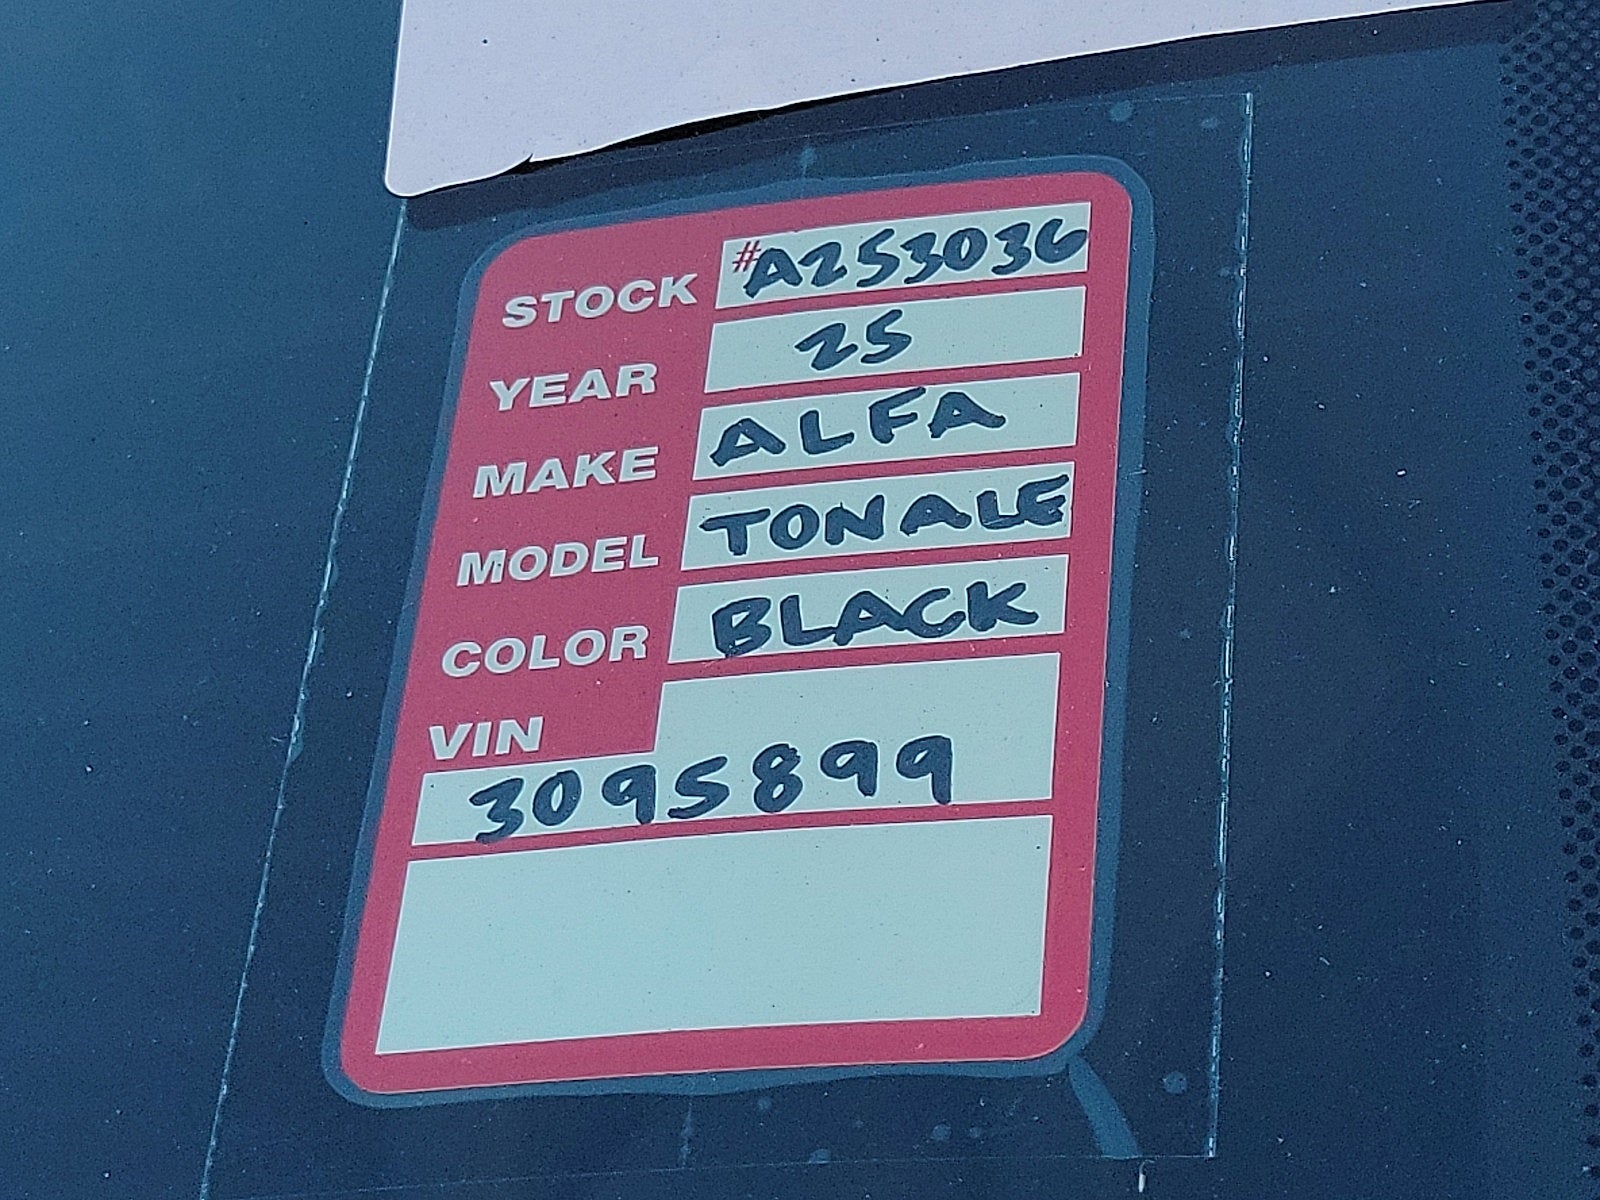 STOCK #A253036
YEAR 25
MAKE ALFA
MODEL TONALE
COLOR BLACK
VIN
3095899